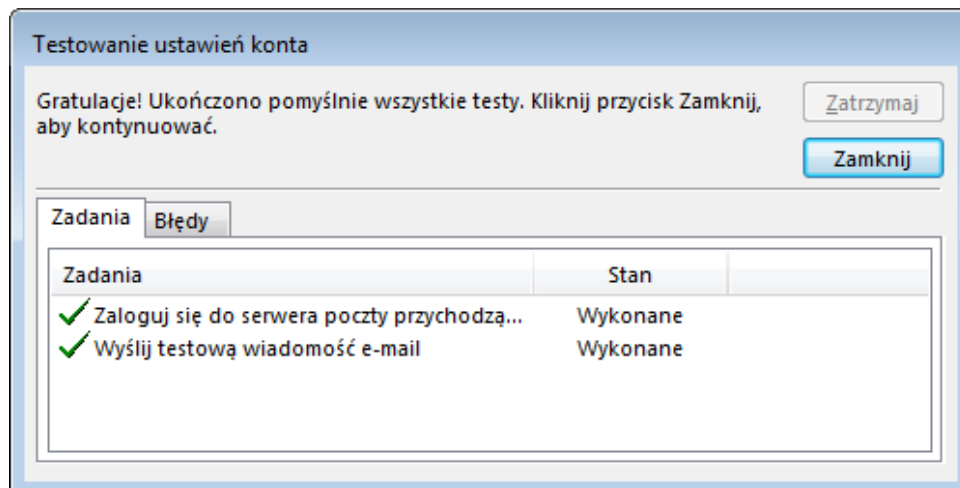 Testowanie ustawień konta
Gratulacje! Ukończono pomyślnie wszystkie testy. Kliknij przycisk Zamknij,
aby kontynuować.
Zatrzymaj
Zamknij
Zadania Błędy
Zadania Stan
Zaloguj się do serwera poczty przychodzą... Wykonane
Wyślij testową wiadomość e-mail Wykonane